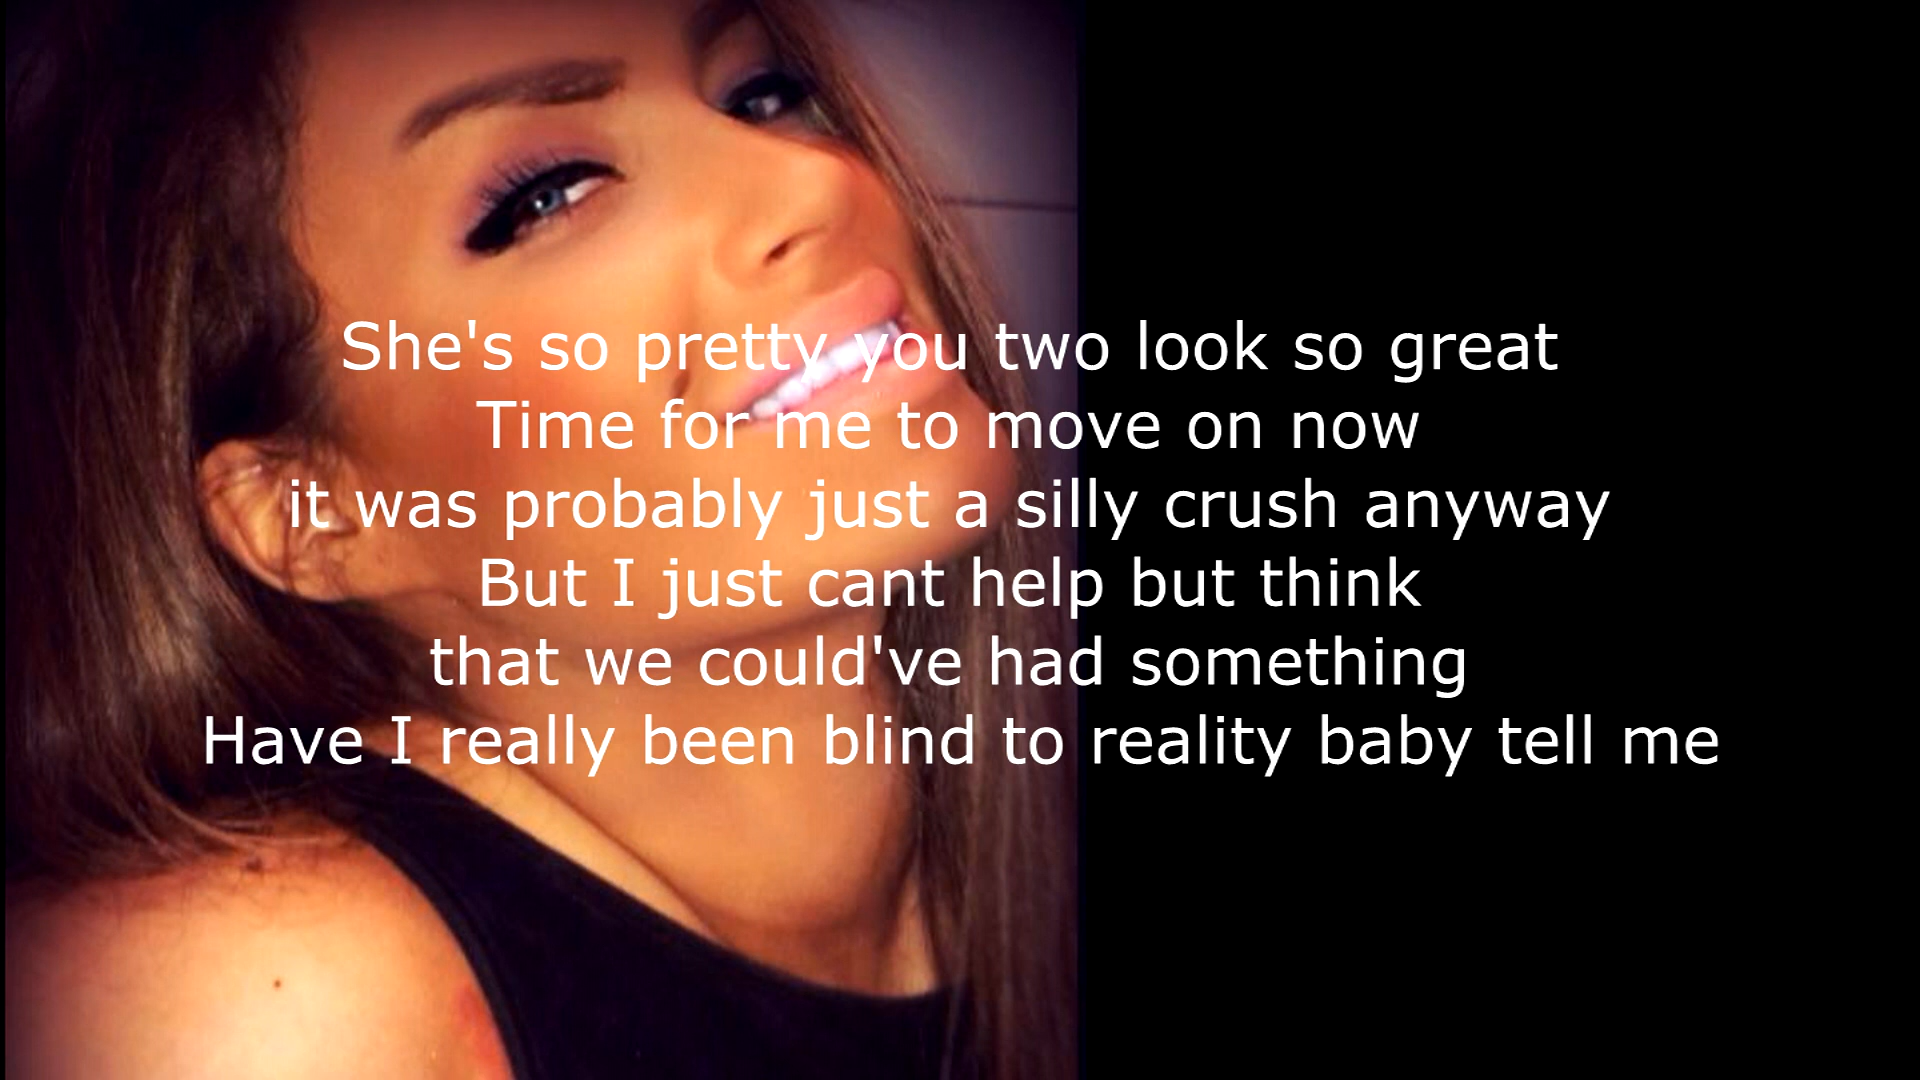 She's so pretty you two look so great
Time for me to move on now
it was probably just a silly crush anyway
But I just cant help but think
that we could've had something
Have I really been blind to reality baby tell me